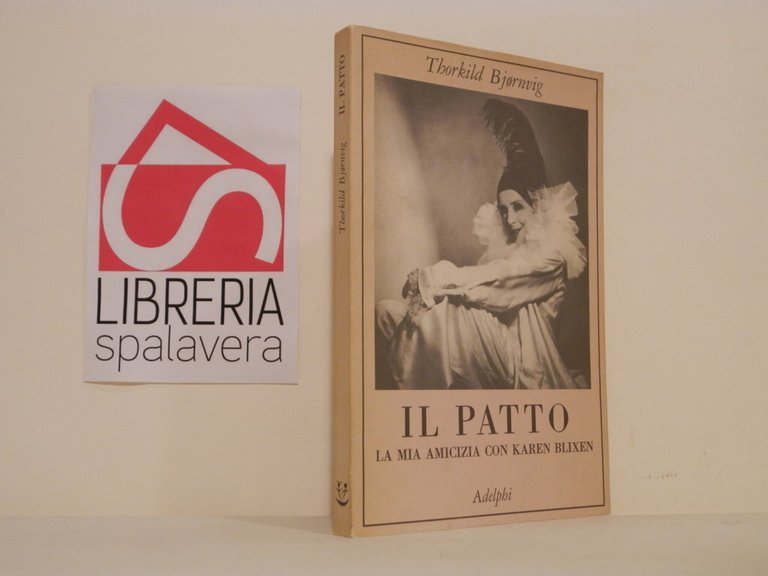 LIBRERIA
spalavera
Thorkild Bjørnvig IL PATTO
Thorkild Bjørnvig
IL PATTO
LA MIA AMICIZIA CON KAREN BLIXEN
Adelphi